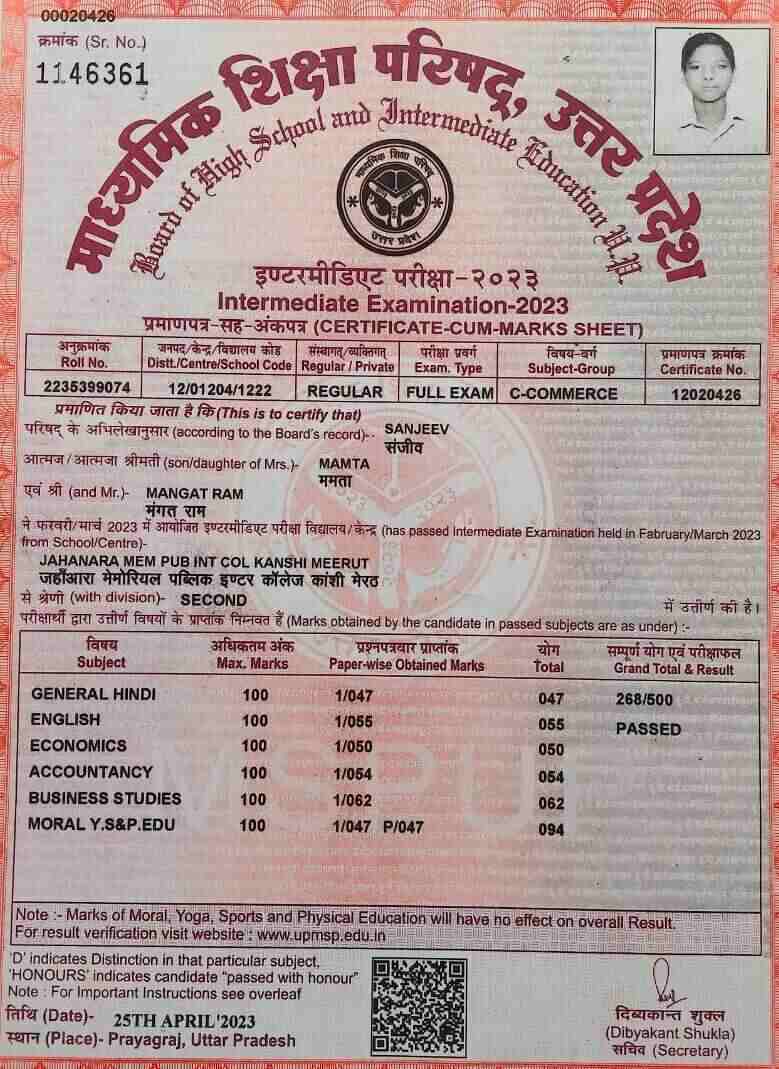 00020426
क्रमांक (Sr. No.)
1146361
माध्यमिक शिक्षा परिषद्, उत्तर प्रदेश
Board of High School and Intermediate Education U.P.
माध्यमिक शिक्षा परिषद
उत्तर प्रदेश
इण्टरमीडिएट परीक्षा-२०२३
Intermediate Examination-2023
प्रमाणपत्र-सह-अंकपत्र (CERTIFICATE-CUM-MARKS SHEET)
अनुक्रमांक जनपद/केन्द्र/विद्यालय कोड संस्थागत/व्यक्तिगत परीक्षा प्रवर्ग विषय-वर्ग प्रमाणपत्र क्रमांक
Roll No. Distt./Centre/School Code Regular / Private Exam. Type Subject-Group Certificate No.
2235399074 12/01204/1222 REGULAR FULL EXAM C-COMMERCE 12020426
प्रमाणित किया जाता है कि (This is to certify that)
परिषद् के अभिलेखानुसार (according to the Board's record)-. SANJEEV
संजीव
आत्मज/आत्मजा श्रीमती (son/daughter of Mrs.)- MAMTA
ममता
एवं श्री (and Mr.)- MANGAT RAM
मंगत राम
ने फरवरी/मार्च 2023 में आयोजित इण्टरमीडिएट परीक्षा विद्यालय/केन्द्र (has passed Intermediate Examination held in Fabruary/March 2023
from School/Centre)-
JAHANARA MEM PUB INT COL KANSHI MEERUT
जहाँआरा मेमोरियल पब्लिक इण्टर कॉलेज कांशी मेरठ
से श्रेणी (with division)- SECOND में उत्तीर्ण की है।
परीक्षार्थी द्वारा उत्तीर्ण विषयों के प्राप्तांक निम्नवत हैं (Marks obtained by the candidate in passed subjects are as under) :-
विषय अधिकतम अंक प्रश्नपत्रवार प्राप्तांक योग सम्पूर्ण योग एवं परीक्षाफल
Subject Max. Marks Paper-wise Obtained Marks Total Grand Total & Result
GENERAL HINDI 100 1/047 047 268/500
ENGLISH 100 1/055 055 PASSED
ECONOMICS 100 1/050 050
ACCOUNTANCY 100 1/054 054
BUSINESS STUDIES 100 1/062 062
MORAL Y.S&P.EDU 100 1/047 P/047 094
Note :- Marks of Moral, Yoga, Sports and Physical Education will have no effect on overall Result.
For result verification visit website : www.upmsp.edu.in
'D' indicates Distinction in that particular subject,
'HONOURS' indicates candidate "passed with honour"
Note : For Important Instructions see overleaf
तिथि (Date)- 25TH APRIL'2023
स्थान (Place)- Prayagraj, Uttar Pradesh
दिब्यकान्त शुक्ल
(Dibyakant Shukla)
सचिव (Secretary)